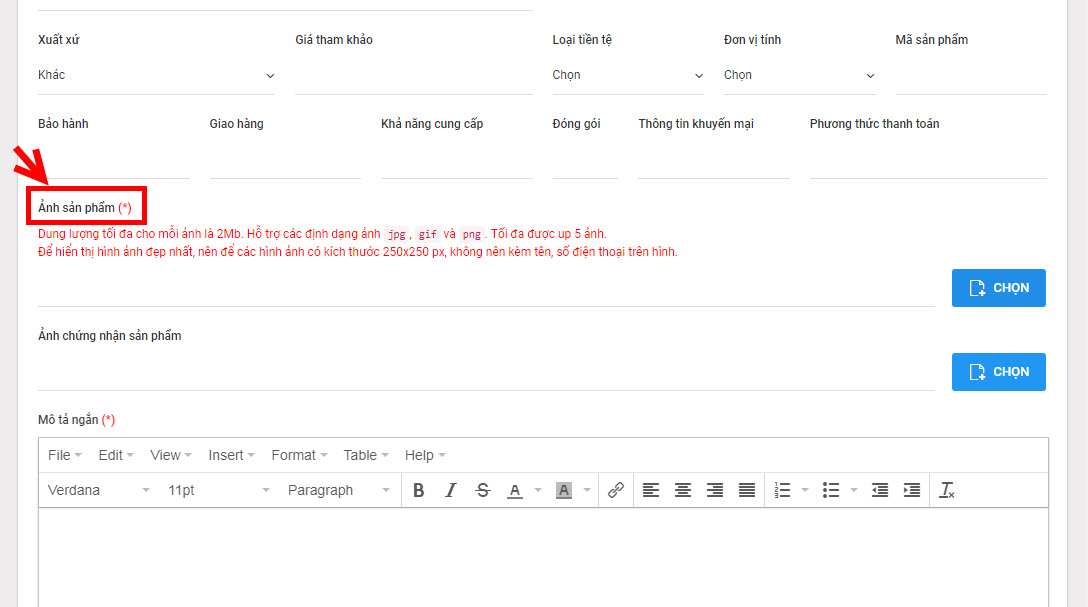 Xuất xứ Giá tham khảo Loại tiền tệ Đơn vị tính Mã sản phẩm
Khác Chọn Chọn
Bảo hành Giao hàng Khả năng cung cấp Đóng gói Thông tin khuyến mại Phương thức thanh toán
Ảnh sản phẩm (*)
Dung lượng tối đa cho mỗi ảnh là 2Mb. Hỗ trợ các định dạng ảnh jpg, gif và png. Tối đa được up 5 ảnh.
Để hiển thị hình ảnh đẹp nhất, nên để các hình ảnh có kích thước 250x250 px, không nên kèm tên, số điện thoại trên hình.
CHỌN
Ảnh chứng nhận sản phẩm
CHỌN
Mô tả ngắn (*)
File Edit View Insert Format Table Help
Verdana 11pt Paragraph B I S A A